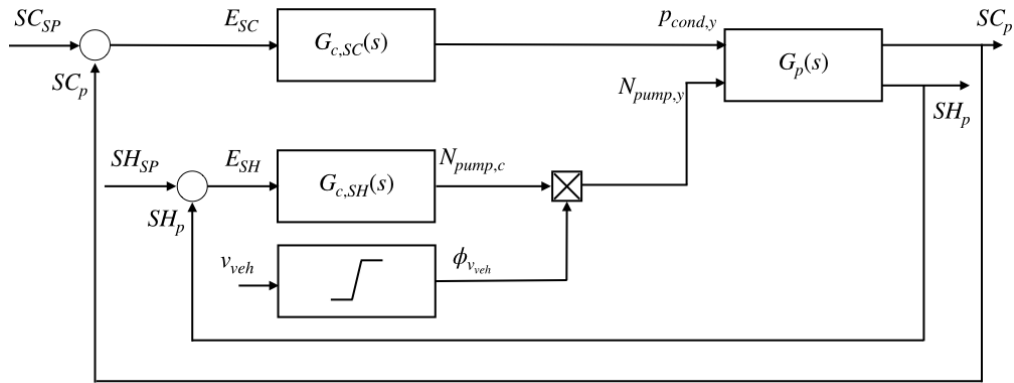 SC_SP
E_SC
G_c,SC(s)
p_cond,y
SC_p
G_p(s)
SC_p
N_pump,y
SH_p
SH_SP
E_SH
G_c,SH(s)
N_pump,c
SH_p
v_veh
ϕ_v_veh